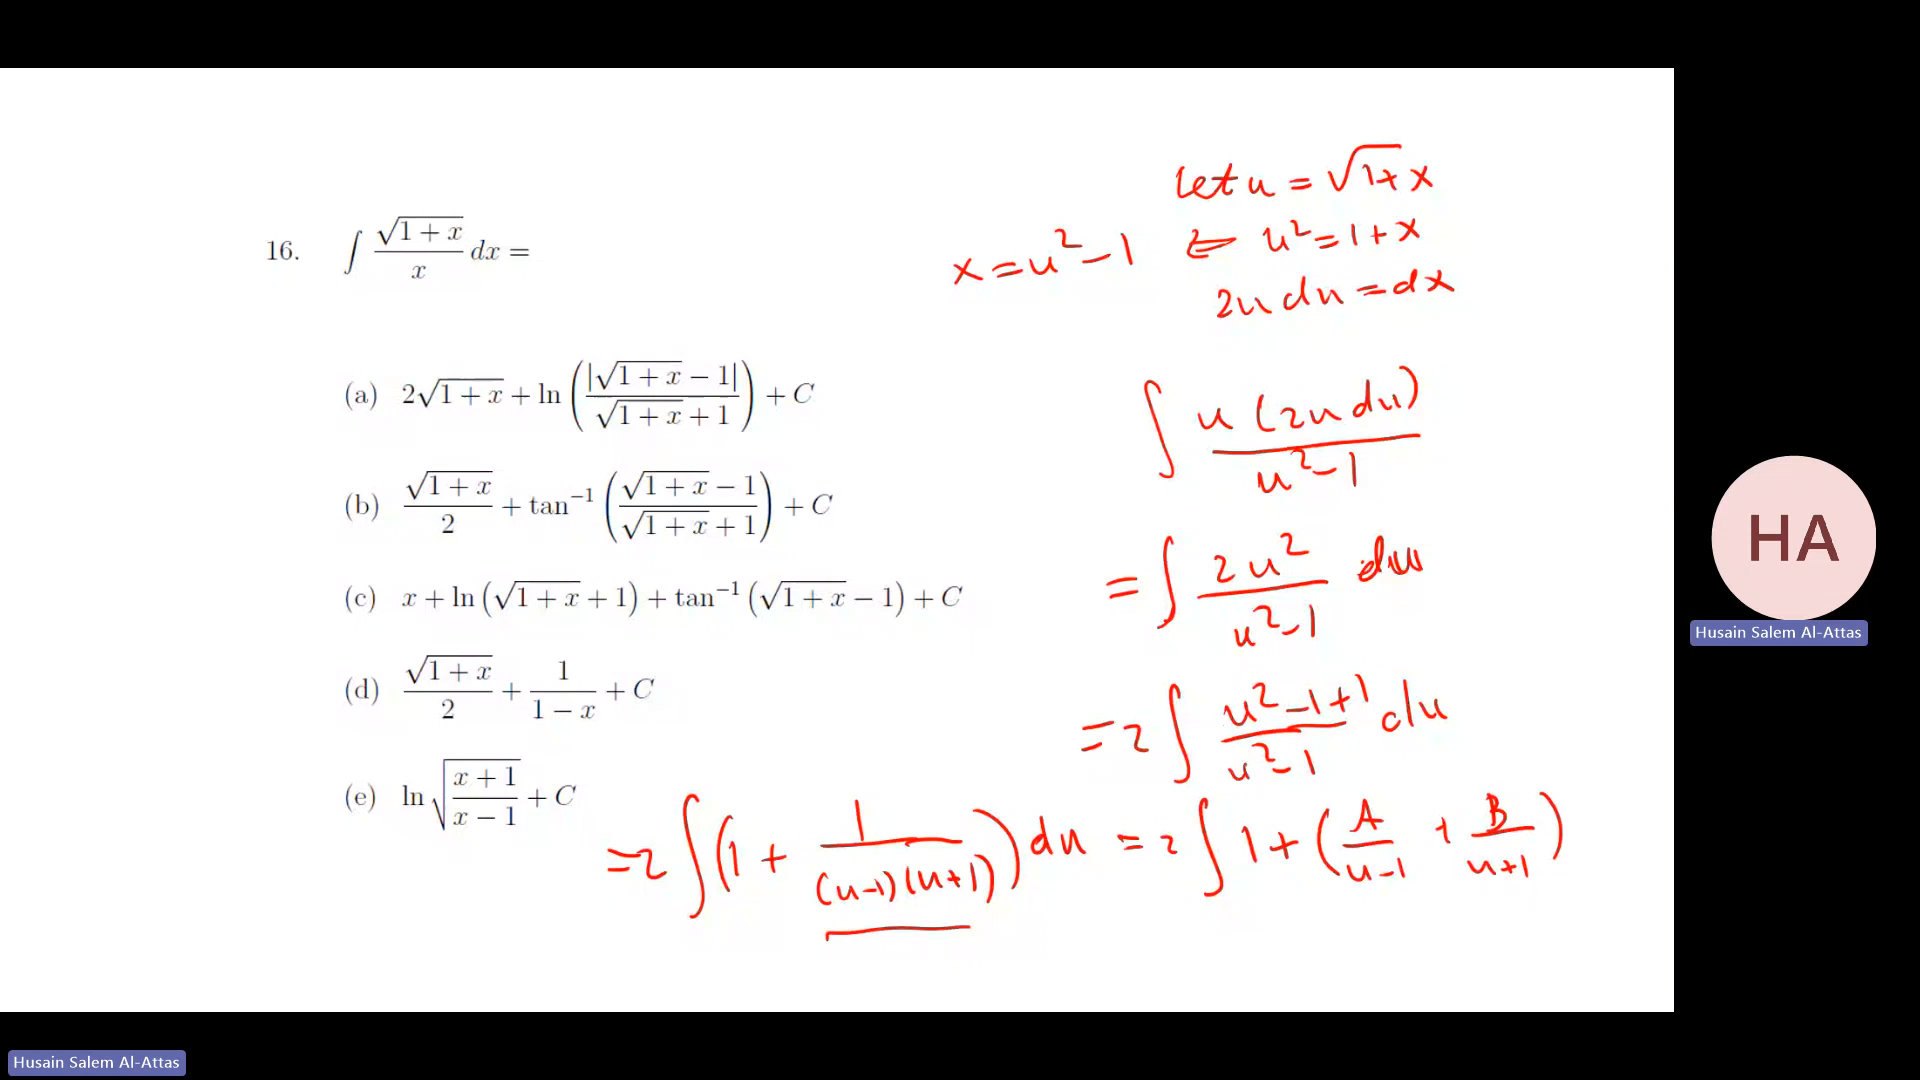 16. ∫ √(1 + x) / x dx =
(a) 2√(1 + x) + ln ( |√(1 + x) − 1| / (√(1 + x) + 1) ) + C
(b) √(1 + x) / 2 + tan⁻¹ ( (√(1 + x) − 1) / (√(1 + x) + 1) ) + C
(c) x + ln (√(1 + x) + 1) + tan⁻¹ (√(1 + x) − 1) + C
(d) √(1 + x) / 2 + 1 / (1 − x) + C
(e) ln √((x + 1) / (x − 1)) + C
let u = √(1+x)
x = u² − 1 ⇐ u² = 1 + x
2u du = dx
∫ u (2u du) / (u² − 1)
= ∫ 2u² / (u² − 1) du
= 2 ∫ (u² − 1 + 1) / (u² − 1) du
= 2 ∫ (1 + 1 / ((u−1)(u+1))) du = 2 ∫ 1 + (A / (u−1) + B / (u+1))
HA
Husain Salem Al-Attas
Husain Salem Al-Attas